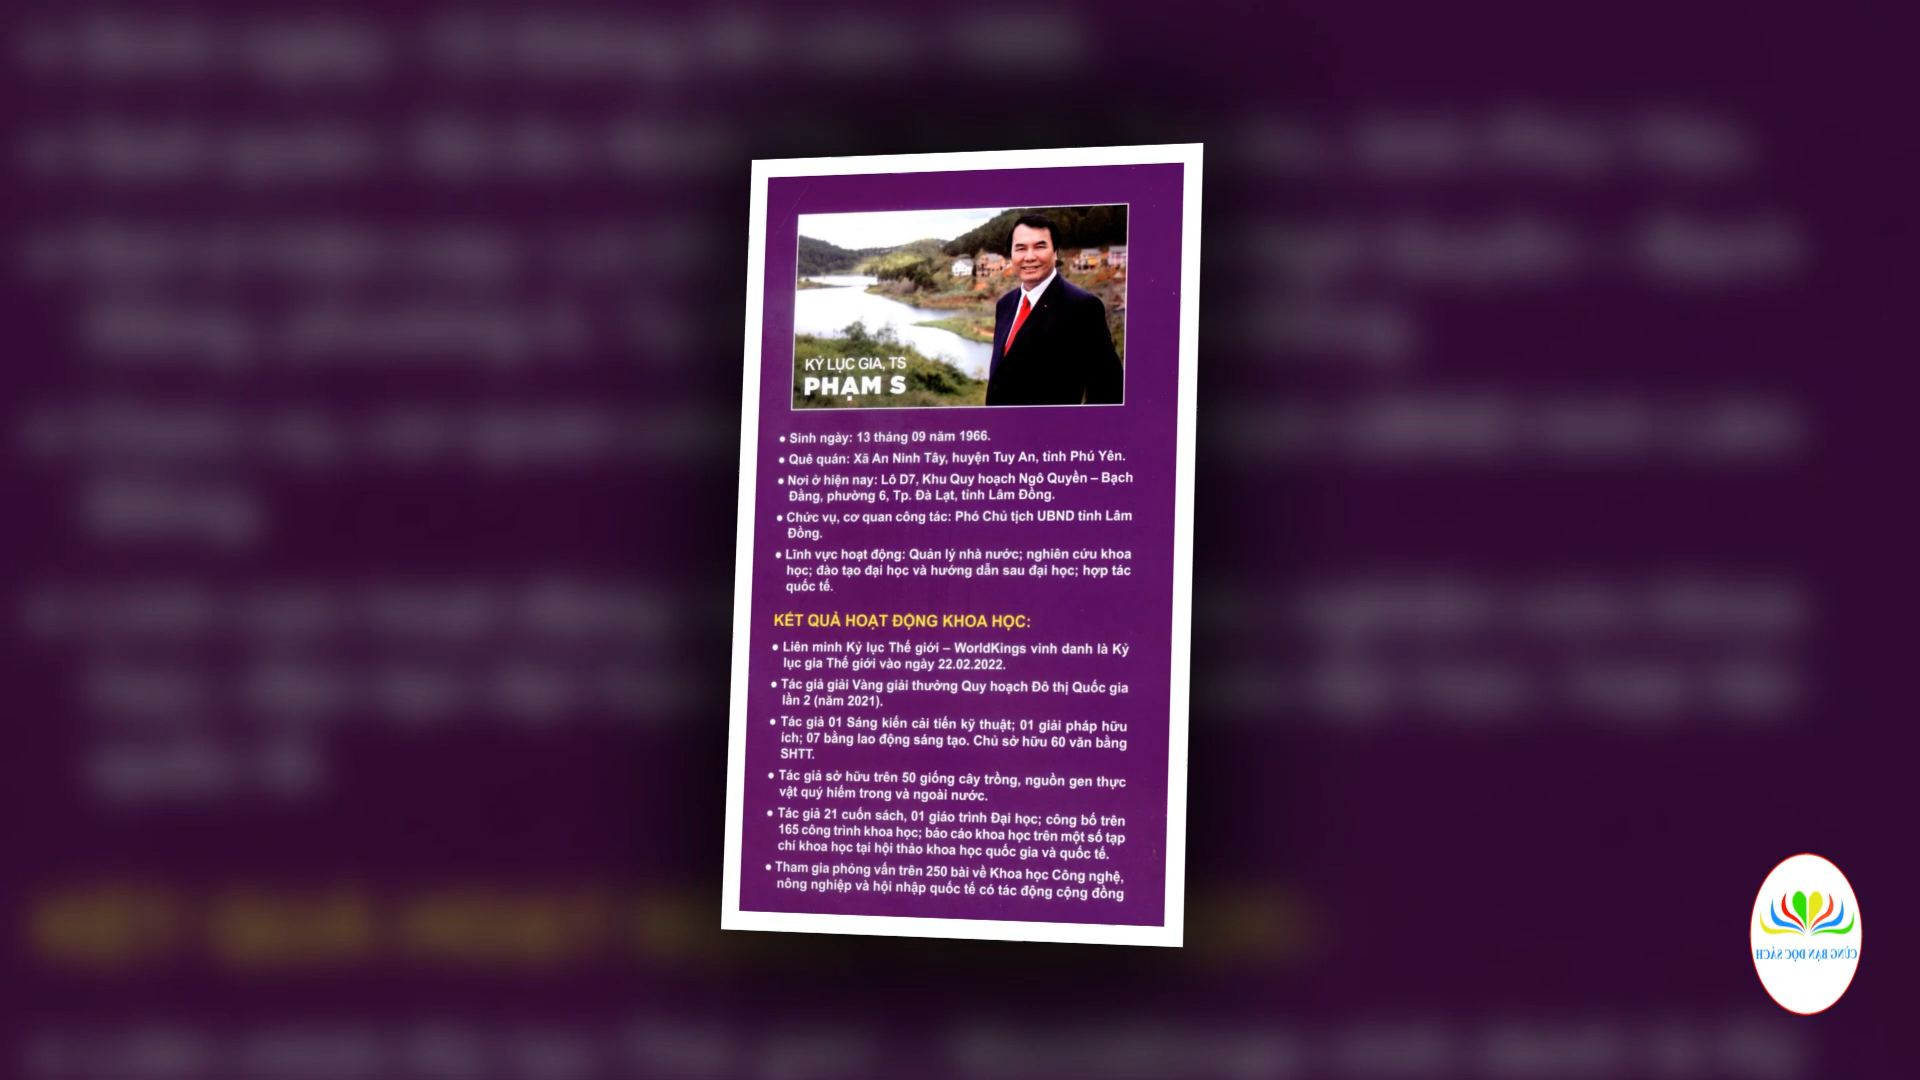 KỶ LỤC GIA, TS
PHẠM S
● Sinh ngày: 13 tháng 09 năm 1966.
● Quê quán: Xã An Ninh Tây, huyện Tuy An, tỉnh Phú Yên.
● Nơi ở hiện nay: Lô D7, Khu Quy hoạch Ngô Quyền – Bạch
Đằng, phường 6, Tp. Đà Lạt, tỉnh Lâm Đồng.
● Chức vụ, cơ quan công tác: Phó Chủ tịch UBND tỉnh Lâm
Đồng.
● Lĩnh vực hoạt động: Quản lý nhà nước; nghiên cứu khoa
học; đào tạo đại học và hướng dẫn sau đại học; hợp tác
quốc tế.
KẾT QUẢ HOẠT ĐỘNG KHOA HỌC:
● Liên minh Kỷ lục Thế giới – WorldKings vinh danh là Kỷ
lục gia Thế giới vào ngày 22.02.2022.
● Tác giả giải Vàng giải thưởng Quy hoạch Đô thị Quốc gia
lần 2 (năm 2021).
● Tác giả 01 Sáng kiến cải tiến kỹ thuật; 01 giải pháp hữu
ích; 07 bằng lao động sáng tạo. Chủ sở hữu 60 văn bằng
SHTT.
● Tác giả sở hữu trên 50 giống cây trồng, nguồn gen thực
vật quý hiếm trong và ngoài nước.
● Tác giả 21 cuốn sách, 01 giáo trình Đại học; công bố trên
165 công trình khoa học; báo cáo khoa học trên một số tạp
chí khoa học tại hội thảo khoa học quốc gia và quốc tế.
● Tham gia phỏng vấn trên 250 bài về Khoa học Công nghệ,
nông nghiệp và hội nhập quốc tế có tác động cộng đồng
CÙNG BẠN ĐỌC SÁCH